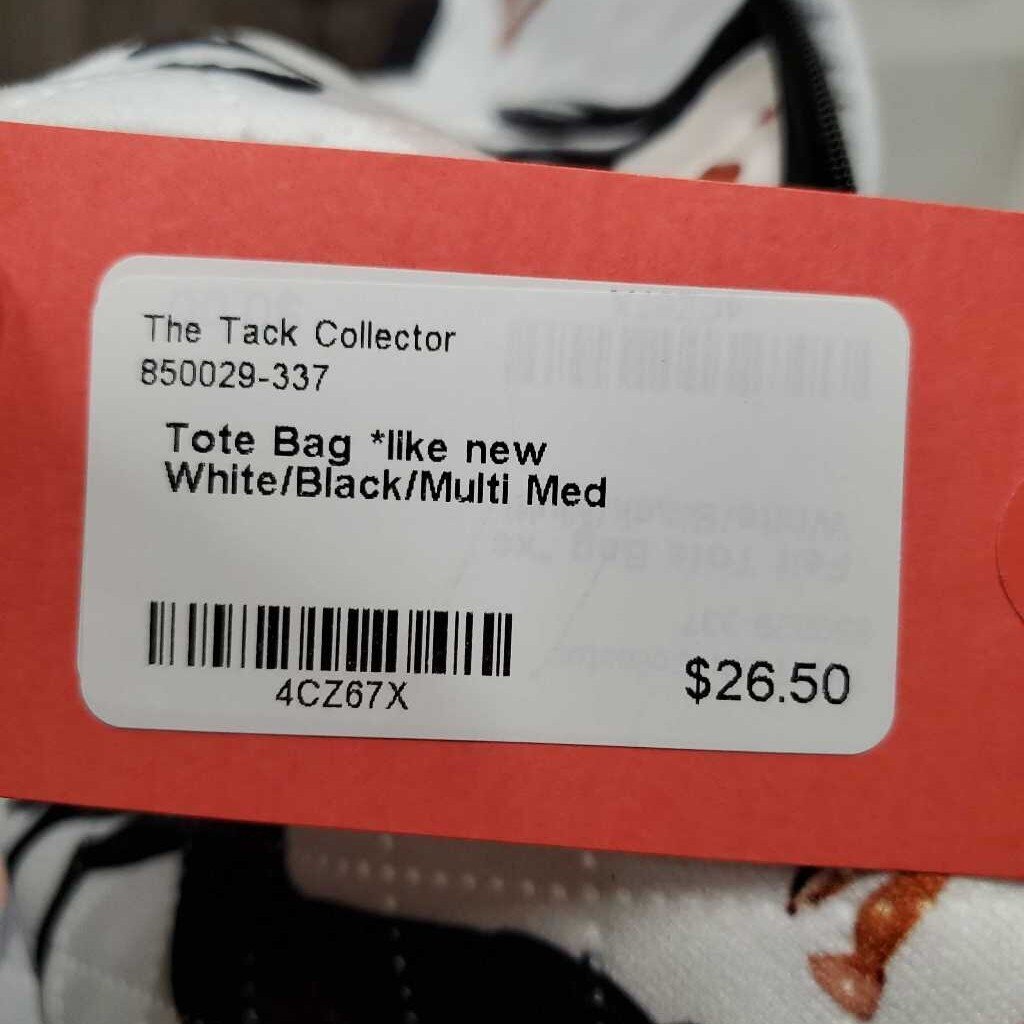 The Tack Collector
850029-337
Tote Bag *like new
White/Black/Multi Med
4CZ67X
$26.50